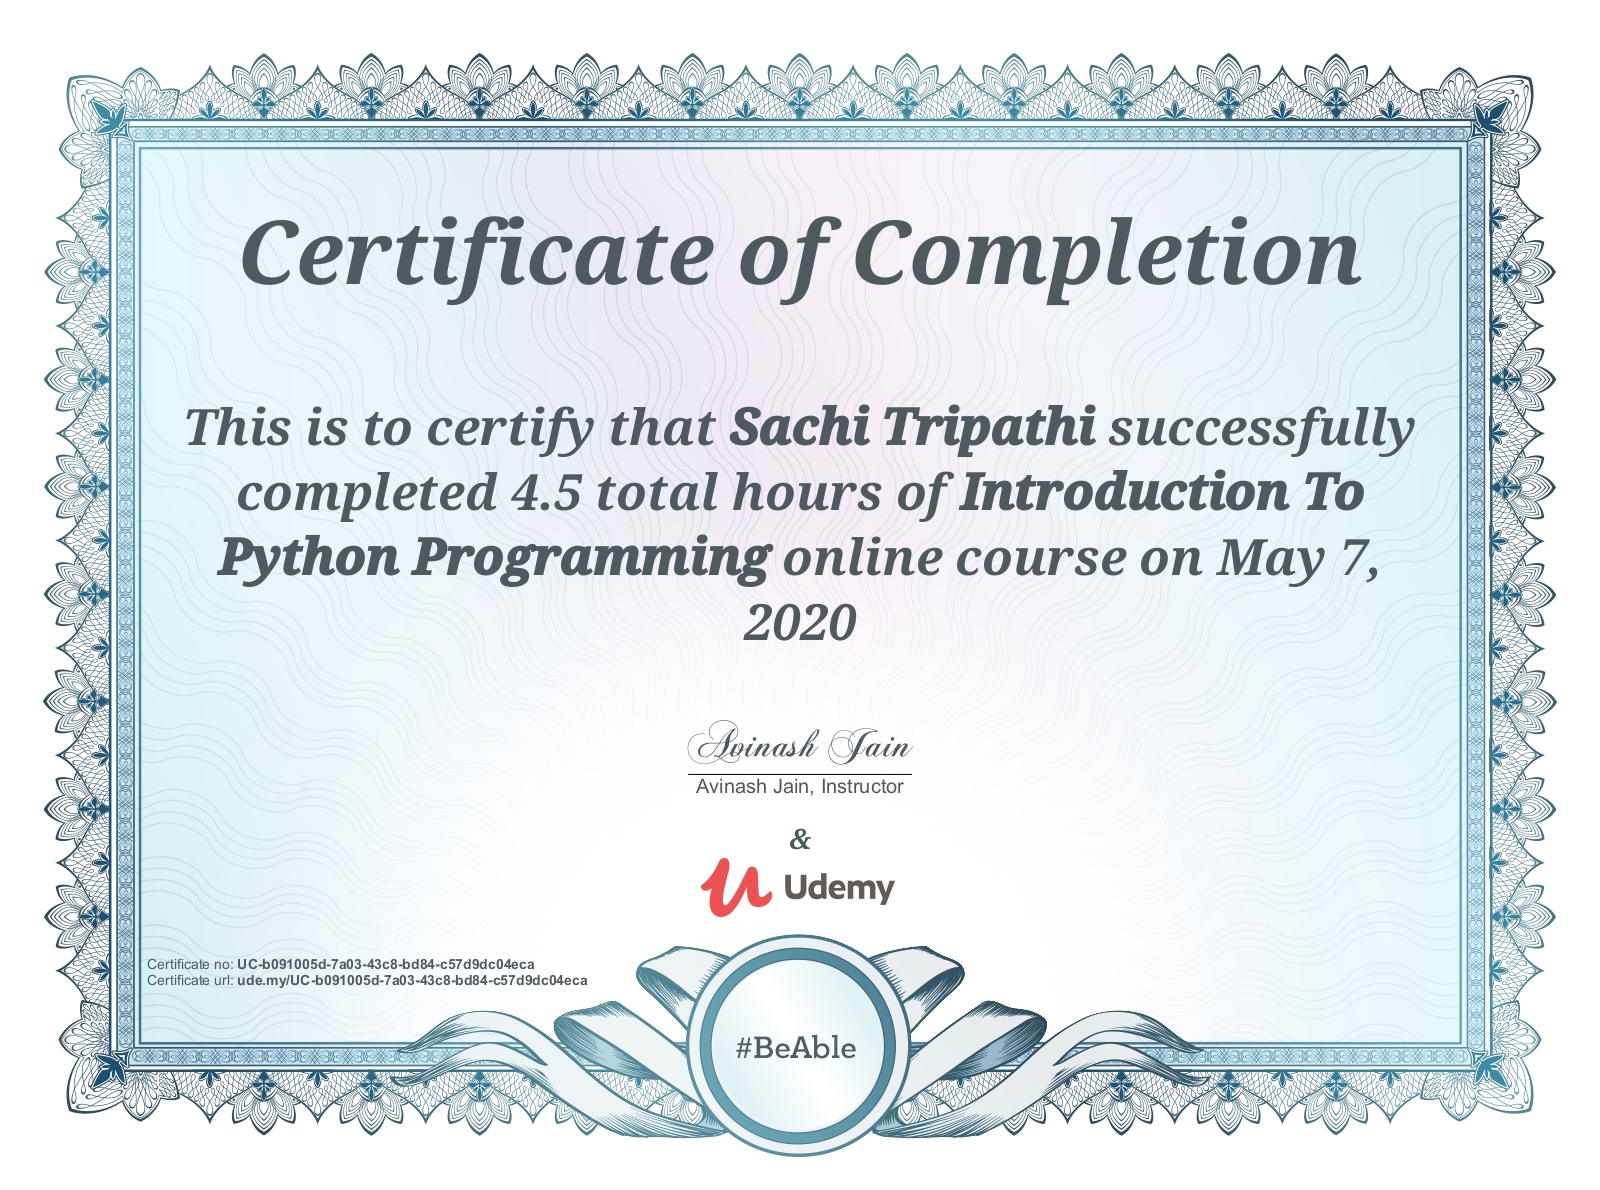 Certificate of Completion
This is to certify that Sachi Tripathi successfully
completed 4.5 total hours of Introduction To
Python Programming online course on May 7,
2020
Avinash Jain
Avinash Jain, Instructor
&
Udemy
Certificate no: UC-b091005d-7a03-43c8-bd84-c57d9dc04eca
Certificate url: ude.my/UC-b091005d-7a03-43c8-bd84-c57d9dc04eca
#BeAble